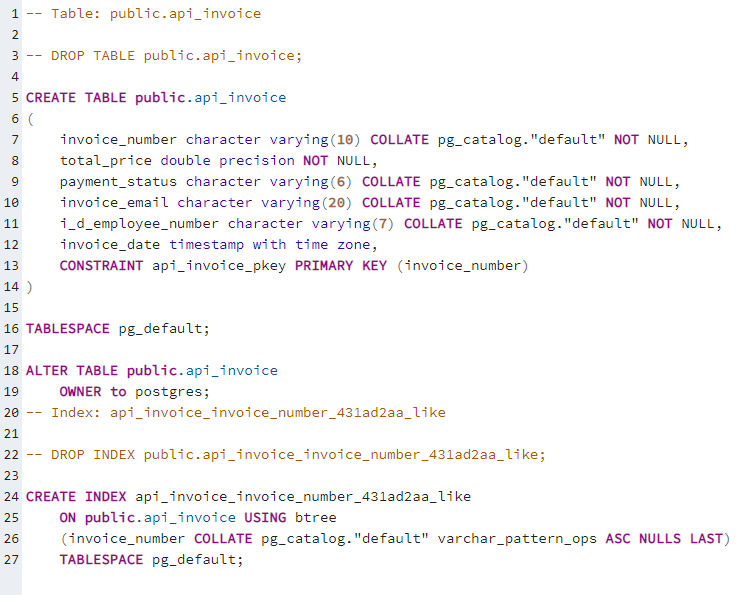 1 -- Table: public.api_invoice
2
3 -- DROP TABLE public.api_invoice;
4
5 CREATE TABLE public.api_invoice
6 (
7     invoice_number character varying(10) COLLATE pg_catalog."default" NOT NULL,
8     total_price double precision NOT NULL,
9     payment_status character varying(6) COLLATE pg_catalog."default" NOT NULL,
10     invoice_email character varying(20) COLLATE pg_catalog."default" NOT NULL,
11     i_d_employee_number character varying(7) COLLATE pg_catalog."default" NOT NULL,
12     invoice_date timestamp with time zone,
13     CONSTRAINT api_invoice_pkey PRIMARY KEY (invoice_number)
14 )
15
16 TABLESPACE pg_default;
17
18 ALTER TABLE public.api_invoice
19     OWNER to postgres;
20 -- Index: api_invoice_invoice_number_431ad2aa_like
21
22 -- DROP INDEX public.api_invoice_invoice_number_431ad2aa_like;
23
24 CREATE INDEX api_invoice_invoice_number_431ad2aa_like
25     ON public.api_invoice USING btree
26     (invoice_number COLLATE pg_catalog."default" varchar_pattern_ops ASC NULLS LAST)
27     TABLESPACE pg_default;